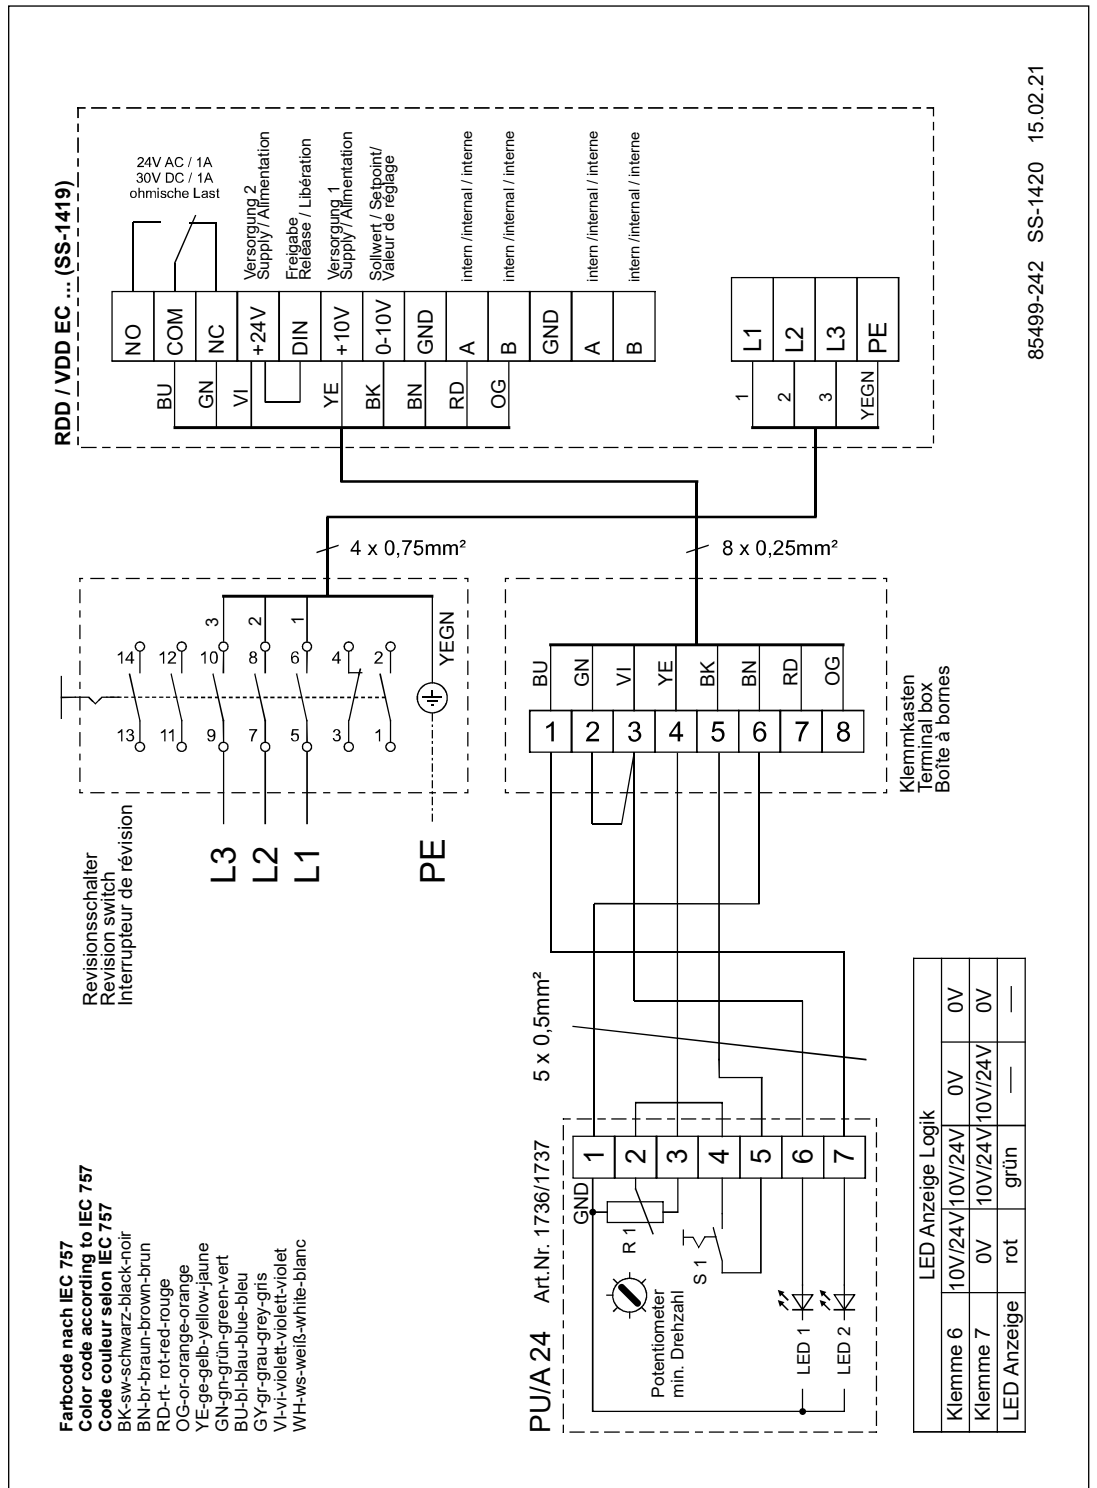 RDD / VDD EC ... (SS-1419)
24V AC / 1A
30V DC / 1A
ohmische Last
Versorgung 2
Supply / Alimentation
Freigabe
Release / Libération
Versorgung 1
Supply / Alimentation
Sollwert / Setpoint/
Valeur de réglage
intern /internal / interne
intern /internal / interne
intern /internal / interne
intern /internal / interne
NO
COM
NC
+24V
DIN
+10V
0-10V
GND
A
B
GND
A
B
BU
GN
VI
YE
BK
BN
RD
OG
L1
L2
L3
PE
1
2
3
YEGN
85499-242 SS-1420 15.02.21
4 x 0,75mm²
8 x 0,25mm²
3
2
1
YEGN
14
12
10
8
6
4
2
13
11
9
7
5
3
1
L3
L2
L1
PE
Revisionsschalter
Revision switch
Interrupteur de révision
BU
GN
VI
YE
BK
BN
RD
OG
1
2
3
4
5
6
7
8
Klemmkasten
Terminal box
Boîte à bornes
5 x 0,5mm²
PU/A 24 Art.Nr. 1736/1737
GND
1
2
3
4
5
6
7
R 1
S 1
Potentiometer
min. Drehzahl
LED 1
LED 2
LED Anzeige Logik
Klemme 6 10V/24V 10V/24V 0V 0V
Klemme 7 0V 10V/24V 10V/24V 0V
LED Anzeige rot grün — —
Farbcode nach IEC 757
Color code according to IEC 757
Code couleur selon IEC 757
BK-sw-schwarz-black-noir
BN-br-braun-brown-brun
RD-rt- rot-red-rouge
OG-or-orange-orange
YE-ge-gelb-yellow-jaune
GN-gn-grün-green-vert
BU-bl-blau-blue-bleu
GY-gr-grau-grey-gris
VI-vi-violett-violett-violet
WH-ws-weiß-white-blanc